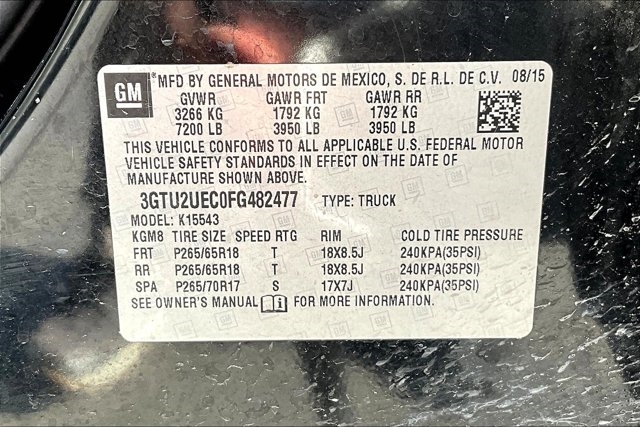 GM ® MFD BY GENERAL MOTORS DE MEXICO, S. DE R.L. DE C.V. 08/15
GVWR GAWR FRT GAWR RR
3266 KG 1792 KG 1792 KG
7200 LB 3950 LB 3950 LB
THIS VEHICLE CONFORMS TO ALL APPLICABLE U.S. FEDERAL MOTOR
VEHICLE SAFETY STANDARDS IN EFFECT ON THE DATE OF
MANUFACTURE SHOWN ABOVE.
3GTU2UEC0FG482477 TYPE: TRUCK
MODEL: K15543
KGM8 TIRE SIZE SPEED RTG RIM COLD TIRE PRESSURE
FRT P265/65R18 T 18X8.5J 240KPA(35PSI)
RR P265/65R18 T 18X8.5J 240KPA(35PSI)
SPA P265/70R17 S 17X7J 240KPA(35PSI)
SEE OWNER'S MANUAL FOR MORE INFORMATION.